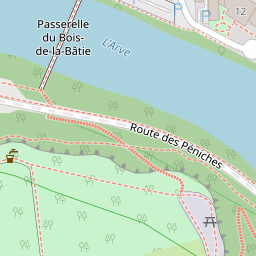 Passerelle
du Bois-
de-la-Bâtie
L'Arve
P
P
12
Route des Péniches